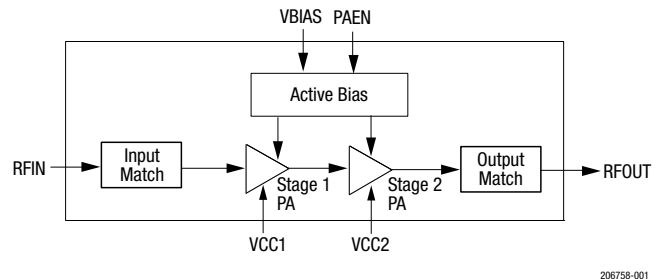 VBIAS PAEN
Active Bias
RFIN
Input
Match
Stage 1
PA
Stage 2
PA
Output
Match
RFOUT
VCC1
VCC2
206758-001